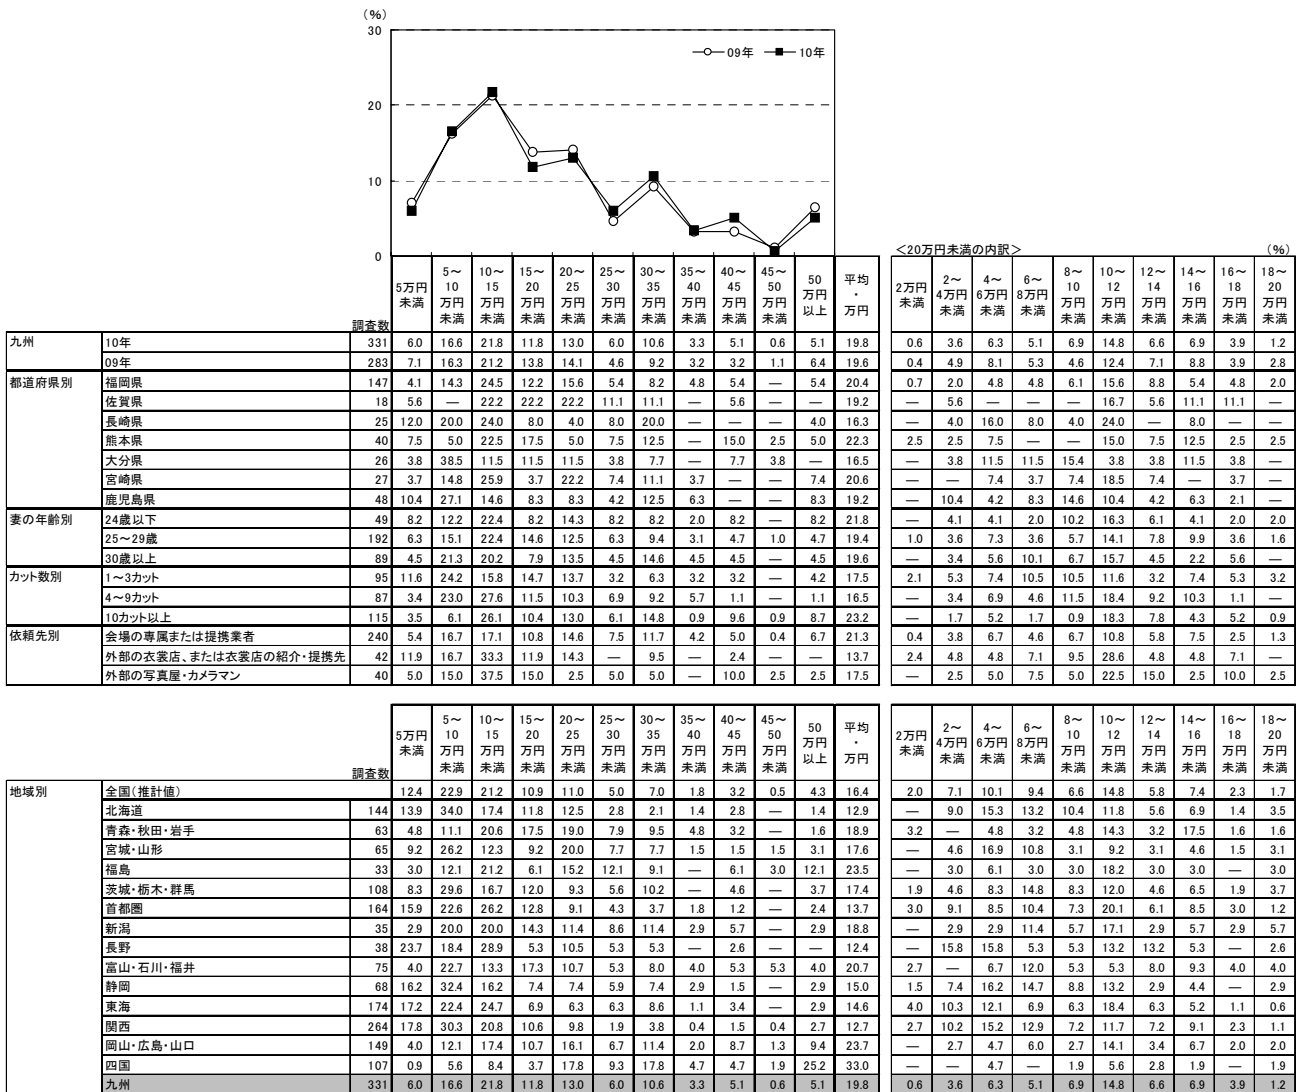 (%)
30
20
10
0
09年 10年
<20万円未満の内訳> (%)
調査数 5万円未満 5～10万円未満 10～15万円未満 15～20万円未満 20～25万円未満 25～30万円未満 30～35万円未満 35～40万円未満 40～45万円未満 45～50万円未満 50万円以上 平均・万円 2万円未満 2～4万円未満 4～6万円未満 6～8万円未満 8～10万円未満 10～12万円未満 12～14万円未満 14～16万円未満 16～18万円未満 18～20万円未満
九州 10年 331 6.0 16.6 21.8 11.8 13.0 6.0 10.6 3.3 5.1 0.6 5.1 19.8 0.6 3.6 6.3 5.1 6.9 14.8 6.6 6.9 3.9 1.2
09年 283 7.1 16.3 21.2 13.8 14.1 4.6 9.2 3.2 3.2 1.1 6.4 19.6 0.4 4.9 8.1 5.3 4.6 12.4 7.1 8.8 3.9 2.8
都道府県別 福岡県 147 4.1 14.3 24.5 12.2 15.6 5.4 8.2 4.8 5.4 — 5.4 20.4 0.7 2.0 4.8 4.8 6.1 15.6 8.8 5.4 4.8 2.0
佐賀県 18 5.6 — 22.2 22.2 22.2 11.1 11.1 — 5.6 — — 19.2 — 5.6 — — — 16.7 5.6 11.1 11.1 —
長崎県 25 12.0 20.0 24.0 8.0 4.0 8.0 20.0 — — — 4.0 16.3 — 4.0 16.0 8.0 4.0 24.0 — 8.0 — —
熊本県 40 7.5 5.0 22.5 17.5 5.0 7.5 12.5 — 15.0 2.5 5.0 22.3 2.5 2.5 7.5 — — 15.0 7.5 12.5 2.5 2.5
大分県 26 3.8 38.5 11.5 11.5 11.5 3.8 7.7 — 7.7 3.8 — 16.5 — 3.8 11.5 11.5 15.4 3.8 3.8 11.5 3.8 —
宮崎県 27 3.7 14.8 25.9 3.7 22.2 7.4 11.1 3.7 — — 7.4 20.6 — — 7.4 3.7 7.4 18.5 7.4 — 3.7 —
鹿児島県 48 10.4 27.1 14.6 8.3 8.3 4.2 12.5 6.3 — — 8.3 19.2 — 10.4 4.2 8.3 14.6 10.4 4.2 6.3 2.1 —
妻の年齢別 24歳以下 49 8.2 12.2 22.4 8.2 14.3 8.2 8.2 2.0 8.2 — 8.2 21.8 — 4.1 4.1 2.0 10.2 16.3 6.1 4.1 2.0 2.0
25～29歳 192 6.3 15.1 22.4 14.6 12.5 6.3 9.4 3.1 4.7 1.0 4.7 19.4 1.0 3.6 7.3 3.6 5.7 14.1 7.8 9.9 3.6 1.6
30歳以上 89 4.5 21.3 20.2 7.9 13.5 4.5 14.6 4.5 4.5 — 4.5 19.6 — 3.4 5.6 10.1 6.7 15.7 4.5 2.2 5.6 —
カット数別 1～3カット 95 11.6 24.2 15.8 14.7 13.7 3.2 6.3 3.2 3.2 — 4.2 17.5 2.1 5.3 7.4 10.5 10.5 11.6 3.2 7.4 5.3 3.2
4～9カット 87 3.4 23.0 27.6 11.5 10.3 6.9 9.2 5.7 1.1 — 1.1 16.5 — 3.4 6.9 4.6 11.5 18.4 9.2 10.3 1.1 —
10カット以上 115 3.5 6.1 26.1 10.4 13.0 6.1 14.8 0.9 9.6 0.9 8.7 23.2 — 1.7 5.2 1.7 0.9 18.3 7.8 4.3 5.2 0.9
依頼先別 会場の専属または提携業者 240 5.4 16.7 17.1 10.8 14.6 7.5 11.7 4.2 5.0 0.4 6.7 21.3 0.4 3.8 6.7 4.6 6.7 10.8 5.8 7.5 2.5 1.3
外部の衣裳店、または衣裳店の紹介・提携先 42 11.9 16.7 33.3 11.9 14.3 — 9.5 — 2.4 — — 13.7 2.4 4.8 4.8 7.1 9.5 28.6 4.8 4.8 7.1 —
外部の写真屋・カメラマン 40 5.0 15.0 37.5 15.0 2.5 5.0 5.0 — 10.0 2.5 2.5 17.5 — 2.5 5.0 7.5 5.0 22.5 15.0 2.5 10.0 2.5
調査数 5万円未満 5～10万円未満 10～15万円未満 15～20万円未満 20～25万円未満 25～30万円未満 30～35万円未満 35～40万円未満 40～45万円未満 45～50万円未満 50万円以上 平均・万円 2万円未満 2～4万円未満 4～6万円未満 6～8万円未満 8～10万円未満 10～12万円未満 12～14万円未満 14～16万円未満 16～18万円未満 18～20万円未満
地域別 全国(推計値) 12.4 22.9 21.2 10.9 11.0 5.0 7.0 1.8 3.2 0.5 4.3 16.4 2.0 7.1 10.1 9.4 6.6 14.8 5.8 7.4 2.3 1.7
北海道 144 13.9 34.0 17.4 11.8 12.5 2.8 2.1 1.4 2.8 — 1.4 12.9 — 9.0 15.3 13.2 10.4 11.8 5.6 6.9 1.4 3.5
青森・秋田・岩手 63 4.8 11.1 20.6 17.5 19.0 7.9 9.5 4.8 3.2 — 1.6 18.9 3.2 — 4.8 3.2 4.8 14.3 3.2 17.5 1.6 1.6
宮城・山形 65 9.2 26.2 12.3 9.2 20.0 7.7 7.7 1.5 1.5 1.5 3.1 17.6 — 4.6 16.9 10.8 3.1 9.2 3.1 4.6 1.5 3.1
福島 33 3.0 12.1 21.2 6.1 15.2 12.1 9.1 — 6.1 3.0 12.1 23.5 — 3.0 6.1 3.0 3.0 18.2 3.0 3.0 — 3.0
茨城・栃木・群馬 108 8.3 29.6 16.7 12.0 9.3 5.6 10.2 — 4.6 — 3.7 17.4 1.9 4.6 8.3 14.8 8.3 12.0 4.6 6.5 1.9 3.7
首都圏 164 15.9 22.6 26.2 12.8 9.1 4.3 3.7 1.8 1.2 — 2.4 13.7 3.0 9.1 8.5 10.4 7.3 20.1 6.1 8.5 3.0 1.2
新潟 35 2.9 20.0 20.0 14.3 11.4 8.6 11.4 2.9 5.7 — 2.9 18.8 — 2.9 2.9 11.4 5.7 17.1 2.9 5.7 2.9 5.7
長野 38 23.7 18.4 28.9 5.3 10.5 5.3 5.3 — 2.6 — — 12.4 — 15.8 15.8 5.3 5.3 13.2 13.2 5.3 — 2.6
富山・石川・福井 75 4.0 22.7 13.3 17.3 10.7 5.3 8.0 4.0 5.3 5.3 4.0 20.7 2.7 — 6.7 12.0 5.3 5.3 8.0 9.3 4.0 4.0
静岡 68 16.2 32.4 16.2 7.4 7.4 5.9 7.4 2.9 1.5 — 2.9 15.0 1.5 7.4 16.2 14.7 8.8 13.2 2.9 4.4 — 2.9
東海 174 17.2 22.4 24.7 6.9 6.3 6.3 8.6 1.1 3.4 — 2.9 14.6 4.0 10.3 12.1 6.9 6.3 18.4 6.3 5.2 1.1 0.6
関西 264 17.8 30.3 20.8 10.6 9.8 1.9 3.8 0.4 1.5 0.4 2.7 12.7 2.7 10.2 15.2 12.9 7.2 11.7 7.2 9.1 2.3 1.1
岡山・広島・山口 149 4.0 12.1 17.4 10.7 16.1 6.7 11.4 2.0 8.7 1.3 9.4 23.7 — 2.7 4.7 6.0 2.7 14.1 3.4 6.7 2.0 2.0
四国 107 0.9 5.6 8.4 3.7 17.8 9.3 17.8 4.7 4.7 1.9 25.2 33.0 — — 4.7 — 1.9 5.6 2.8 1.9 — 1.9
九州 331 6.0 16.6 21.8 11.8 13.0 6.0 10.6 3.3 5.1 0.6 5.1 19.8 0.6 3.6 6.3 5.1 6.9 14.8 6.6 6.9 3.9 1.2